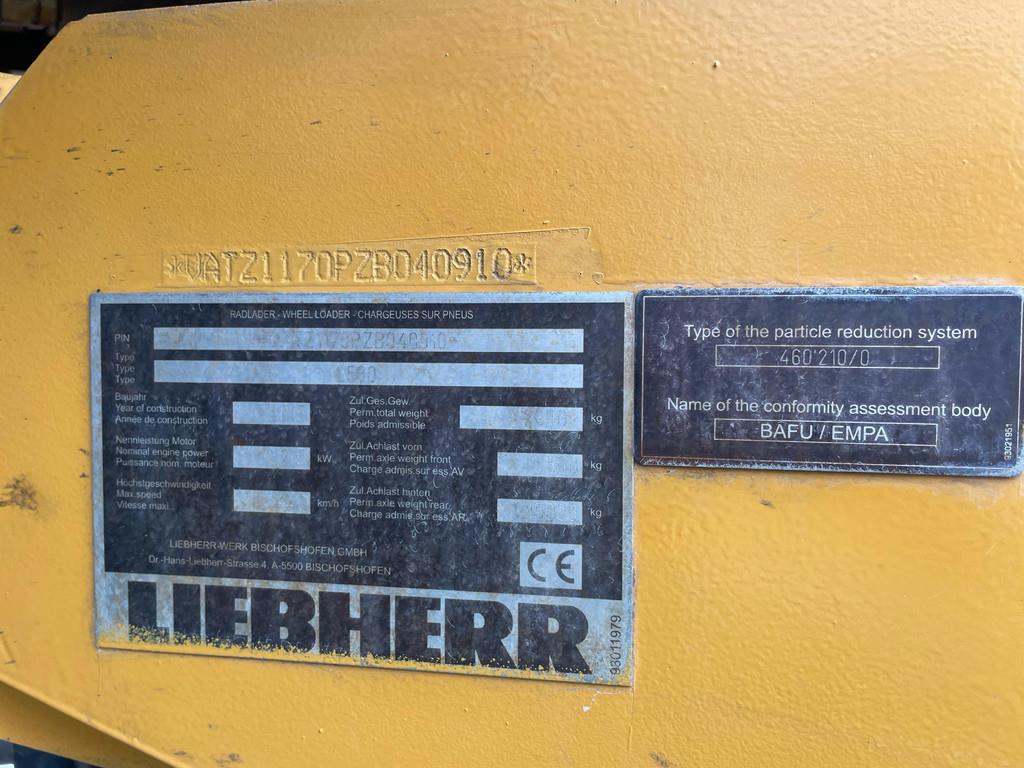 *VATZ1170PZB040910*
RADLADER - WHEEL LOADER - CHARGEUSES SUR PNEUS
PIN
Type
Type
Type
Baujahr
Year of construction
Année de construction
Nennleistung Motor
Nominal engine power kW
Puissance nom. moteur
Höchstgeschwindigkeit
Max.speed km/h
Vitesse maxi
Zul.Ges.Gew.
Perm.total weight kg
Poids admissible
Zul.Achlast vorn
Perm.axle weight front kg
Charge admis.sur ess.AV
Zul.Achlast hinten
Perm.axle weight rear kg
Charge admis.sur ess.AR
LIEBHERR-WERK BISCHOFSHOFEN GMBH
Dr.-Hans-Liebherr-Strasse 4, A-5500 BISCHOFSHOFEN
CE
LIEBHERR
93011979
Type of the particle reduction system
460'210/0
Name of the conformity assessment body
BAFU / EMPA
93021951